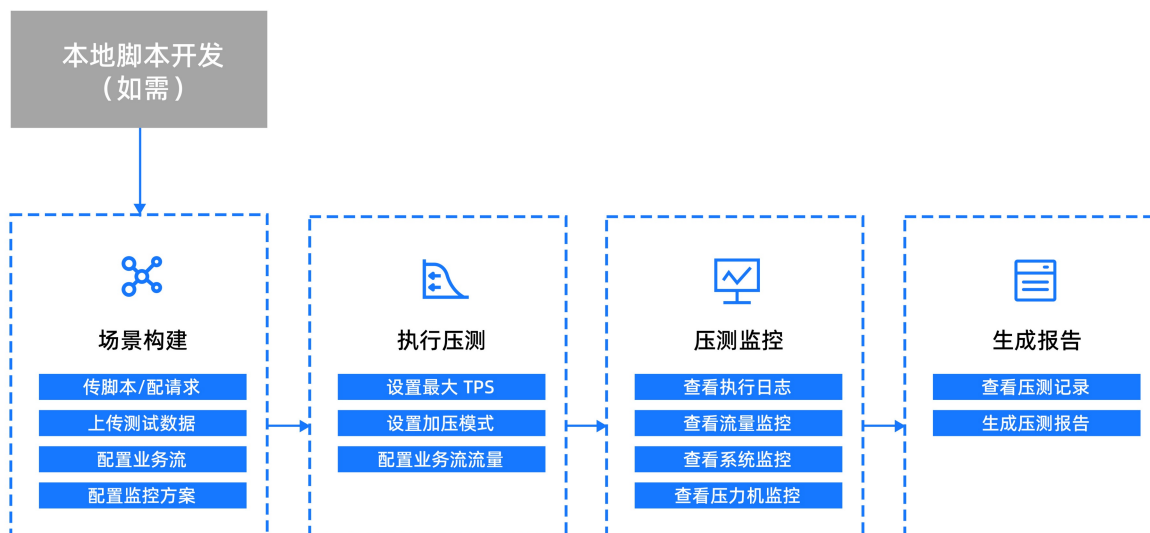 本地脚本开发
（如需）
场景构建
传脚本/配请求
上传测试数据
配置业务流
配置监控方案
执行压测
设置最大 TPS
设置加压模式
配置业务流流量
压测监控
查看执行日志
查看流量监控
查看系统监控
查看压力机监控
生成报告
查看压测记录
生成压测报告